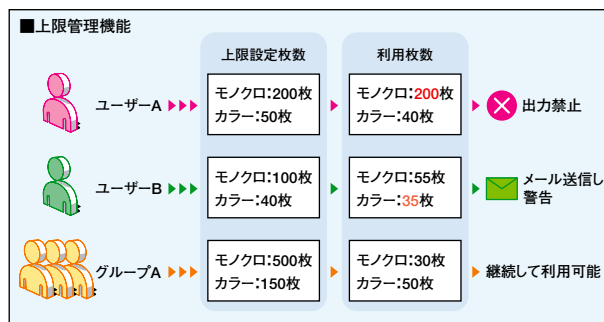 ■上限管理機能
上限設定枚数
利用枚数
ユーザーA
モノクロ:200枚
カラー:50枚
モノクロ:200枚
カラー:40枚
出力禁止
ユーザーB
モノクロ:100枚
カラー:40枚
モノクロ:55枚
カラー:35枚
メール送信し
警告
グループA
モノクロ:500枚
カラー:150枚
モノクロ:30枚
カラー:50枚
継続して利用可能